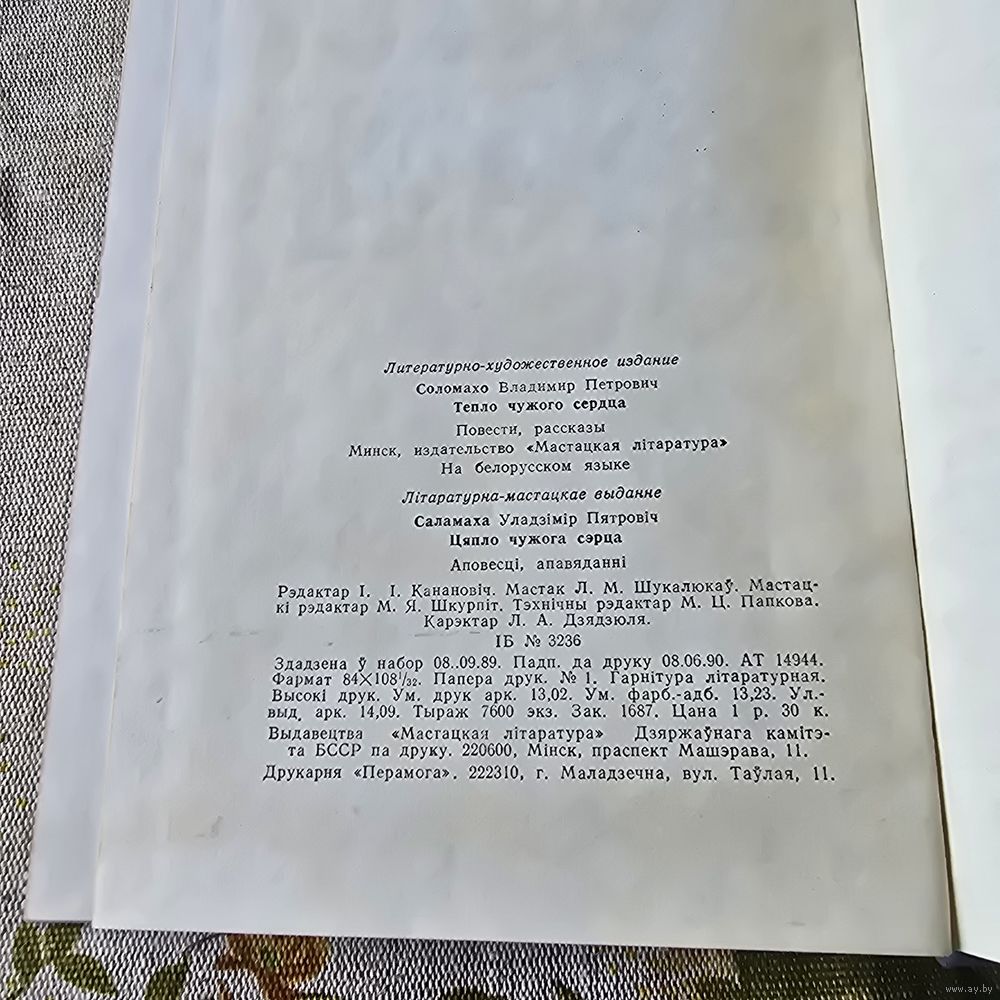 Литературно-художественное издание
Соломахо Владимир Петрович
Тепло чужого сердца
Повести, рассказы
Минск, издательство «Мастацкая літаратура»
На белорусском языке
Літаратурна-мастацкае выданне
Саламаха Уладзімір Пятровіч
Цяпло чужога сэрца
Аповесці, апавяданні
Рэдактар І. І. Канановіч. Мастак Л. М. Шукалюкаў. Мастац-
кі рэдактар М. Я. Шкурпіт. Тэхнічны рэдактар М. Ц. Папкова.
Карэктар Л. А. Дзядзюля.
ІБ № 3236
Здадзена ў набор 08..09.89. Падп. да друку 08.06.90. АТ 14944.
Фармат 84×108¹/₃₂. Папера друк. № 1. Гарнітура літаратурная.
Высокі друк. Ум. друк арк. 13,02. Ум. фарб.-адб. 13,23. Ул.-
выд. арк. 14,09. Тыраж 7600 экз. Зак. 1687. Цана 1 р. 30 к.
Выдавецтва «Мастацкая літаратура» Дзяржаўнага камітэ-
та БССР па друку. 220600, Мінск, праспект Машэрава, 11.
Друкарня «Перамога». 222310, г. Маладзечна, вул. Таўлая, 11.
www.ay.by